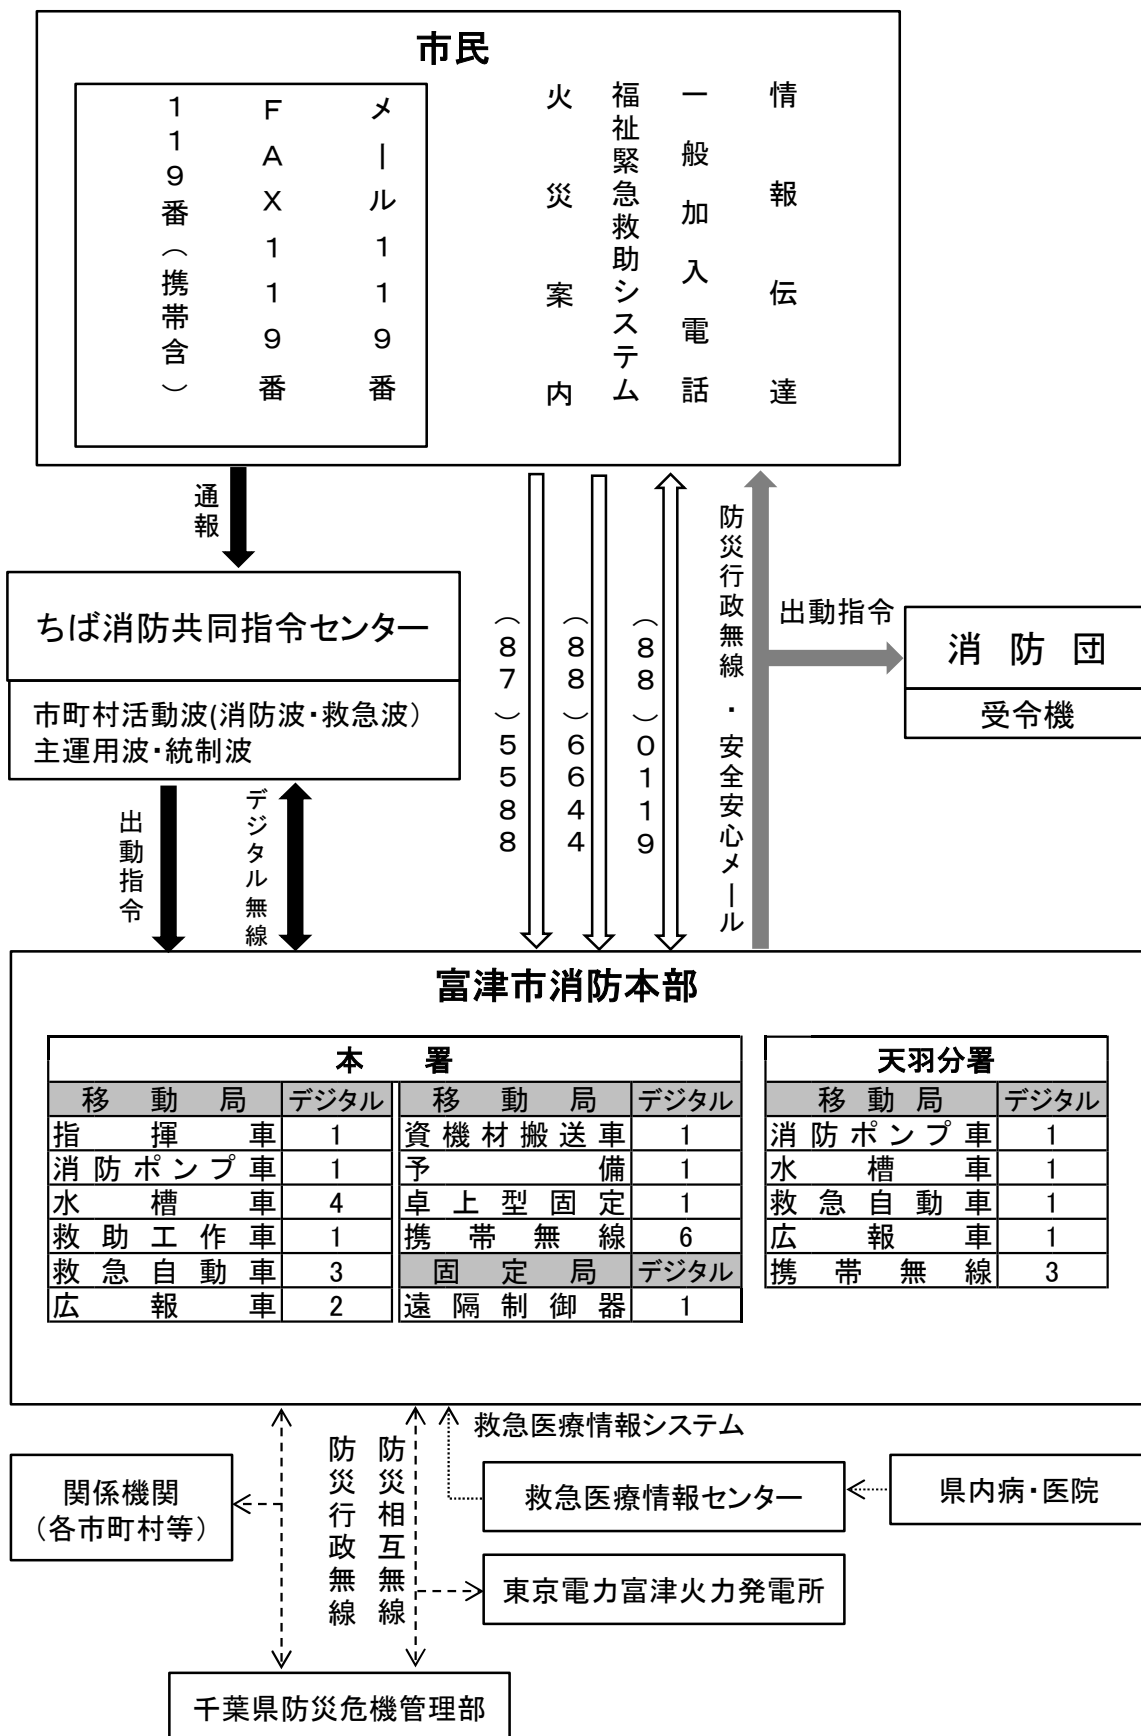 市民
情報伝達
一般加入電話
福祉緊急救助システム
火災案内
メール119番
FAX119番
119番(携帯含)
通報
ちば消防共同指令センター
市町村活動波(消防波・救急波)
主運用波・統制波
(87)5588
(88)6644
(88)0119
防災行政無線・安全安心メール
出動指令
消防団
受令機
出動指令
デジタル無線
富津市消防本部
本署
移動局 デジタル 移動局 デジタル
指揮車 1 資機材搬送車 1
消防ポンプ車 1 予備 1
水槽車 4 卓上型固定 1
救助工作車 1 携帯無線 6
救急自動車 3 固定局 デジタル
広報車 2 遠隔制御器 1
天羽分署
移動局 デジタル
消防ポンプ車 1
水槽車 1
救急自動車 1
広報車 1
携帯無線 3
救急医療情報システム
関係機関
(各市町村等)
防災行政無線
防災相互無線
救急医療情報センター
県内病・医院
東京電力富津火力発電所
千葉県防災危機管理部